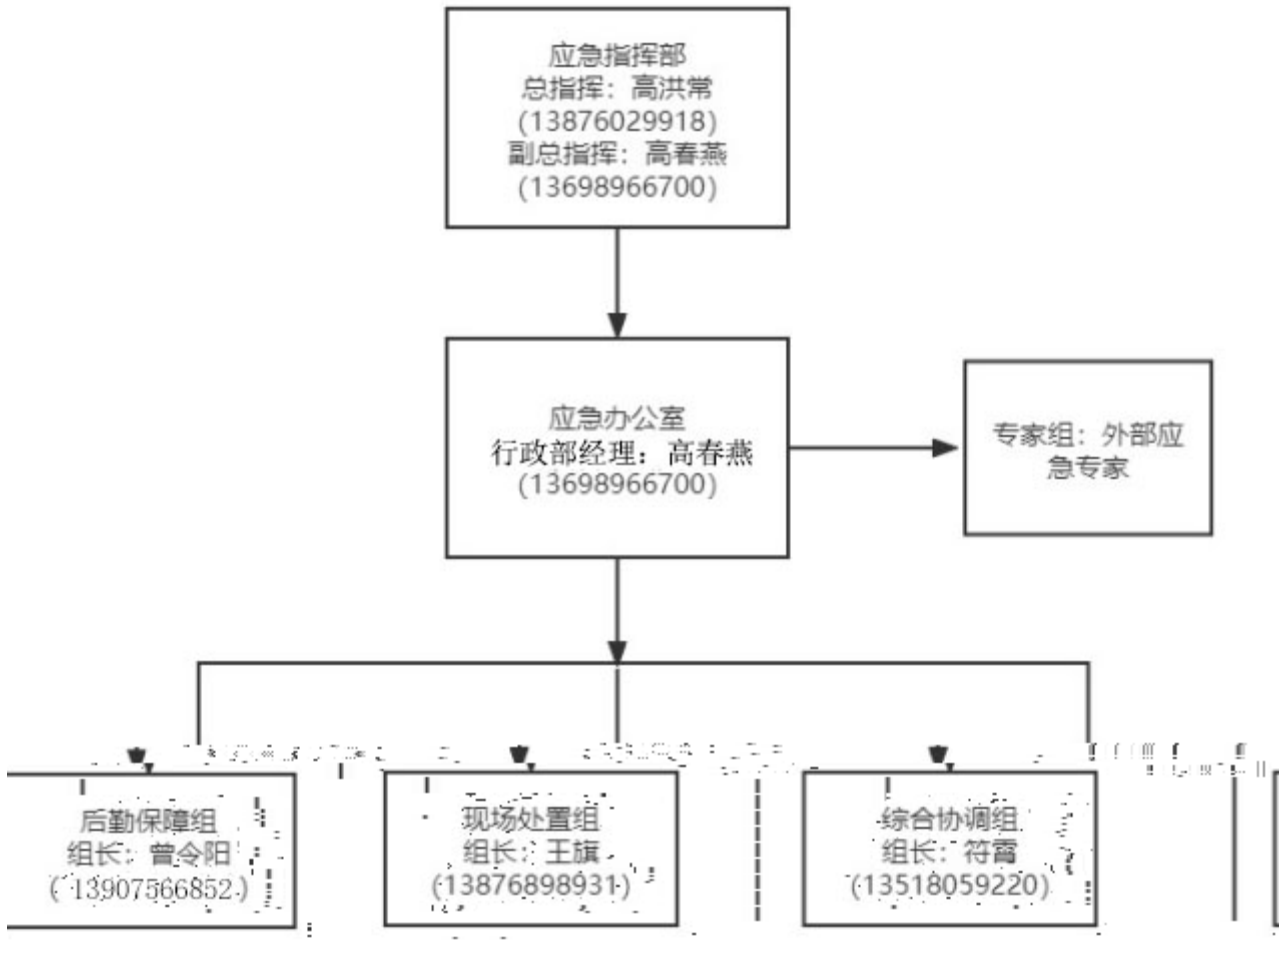 应急指挥部
总指挥：高洪常
(13876029918)
副总指挥：高春燕
(13698966700)
应急办公室
行政部经理：高春燕
(13698966700)
专家组：外部应
急专家
后勤保障组
组长：曾令阳
(13907566852)
现场处置组
组长：王旗
(13876898931)
综合协调组
组长：符霄
(13518059220)